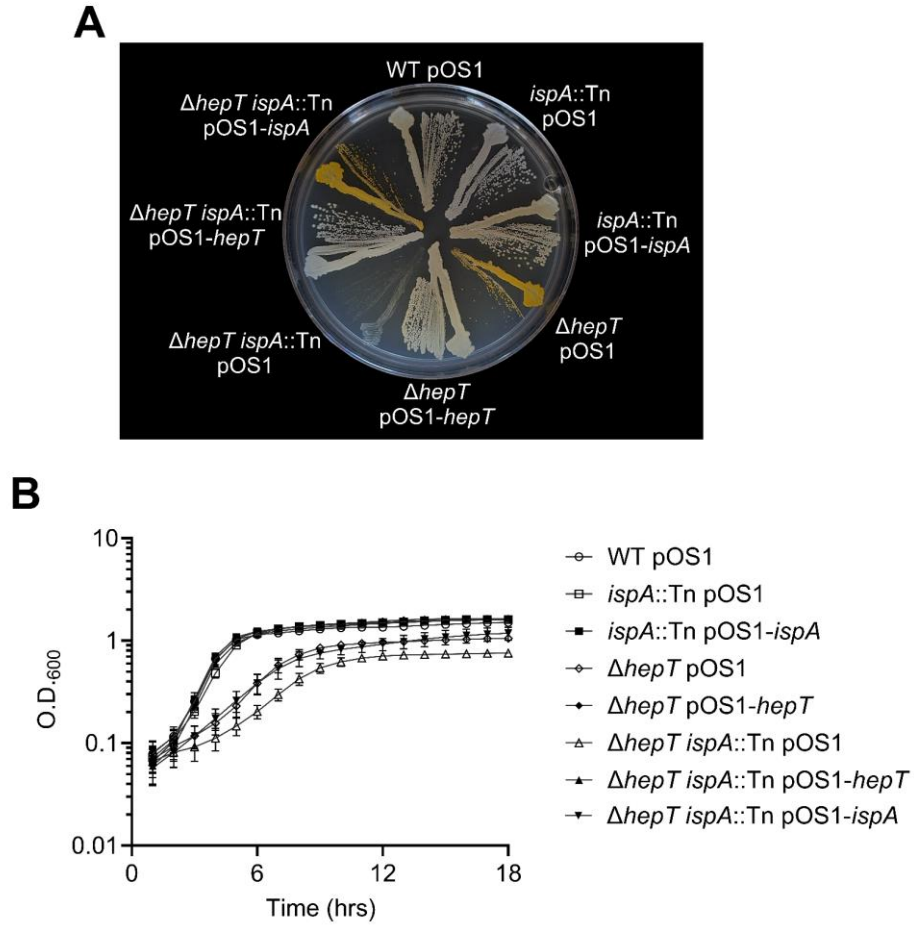 A
WT pOS1
ΔhepT ispA::Tn
pOS1-ispA
ispA::Tn
pOS1
ΔhepT ispA::Tn
pOS1-hepT
ispA::Tn
pOS1-ispA
ΔhepT ispA::Tn
pOS1
ΔhepT
pOS1
ΔhepT
pOS1-hepT
B
10
1
0.1
0.01
O.D.600
0
6
12
18
Time (hrs)
WT pOS1
ispA::Tn pOS1
ispA::Tn pOS1-ispA
ΔhepT pOS1
ΔhepT pOS1-hepT
ΔhepT ispA::Tn pOS1
ΔhepT ispA::Tn pOS1-hepT
ΔhepT ispA::Tn pOS1-ispA